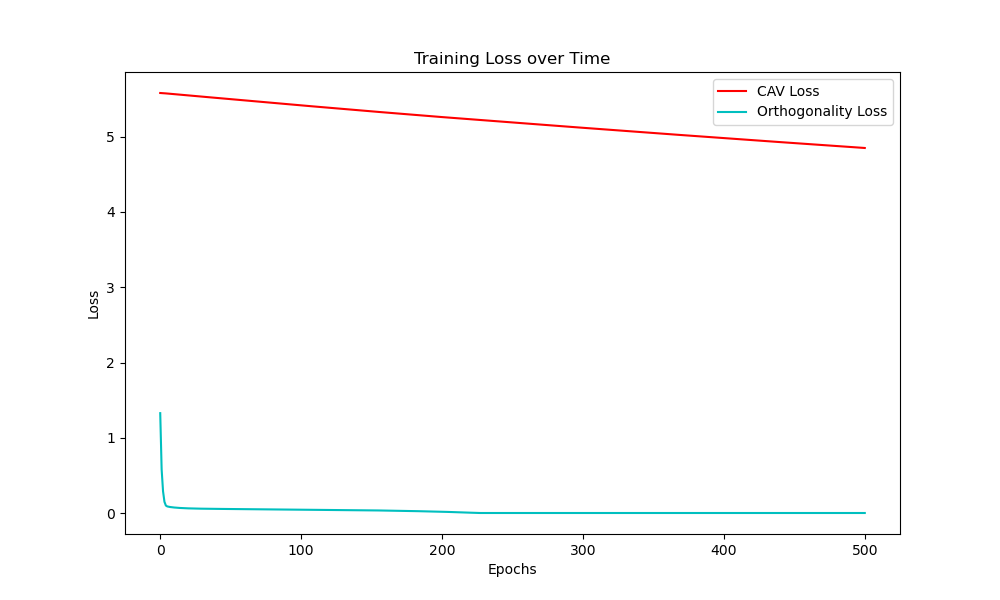 Training Loss over Time
CAV Loss
Orthogonality Loss
5
4
3
2
1
0
Loss
0 100 200 300 400 500
Epochs